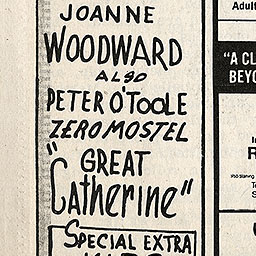 JOANNE
WOODWARD
ALSO
PETER O'TOOLE
ZERO MOSTEL
"GREAT
Catherine"
SPECIAL EXTRA
Adult
"A CL
BEYO